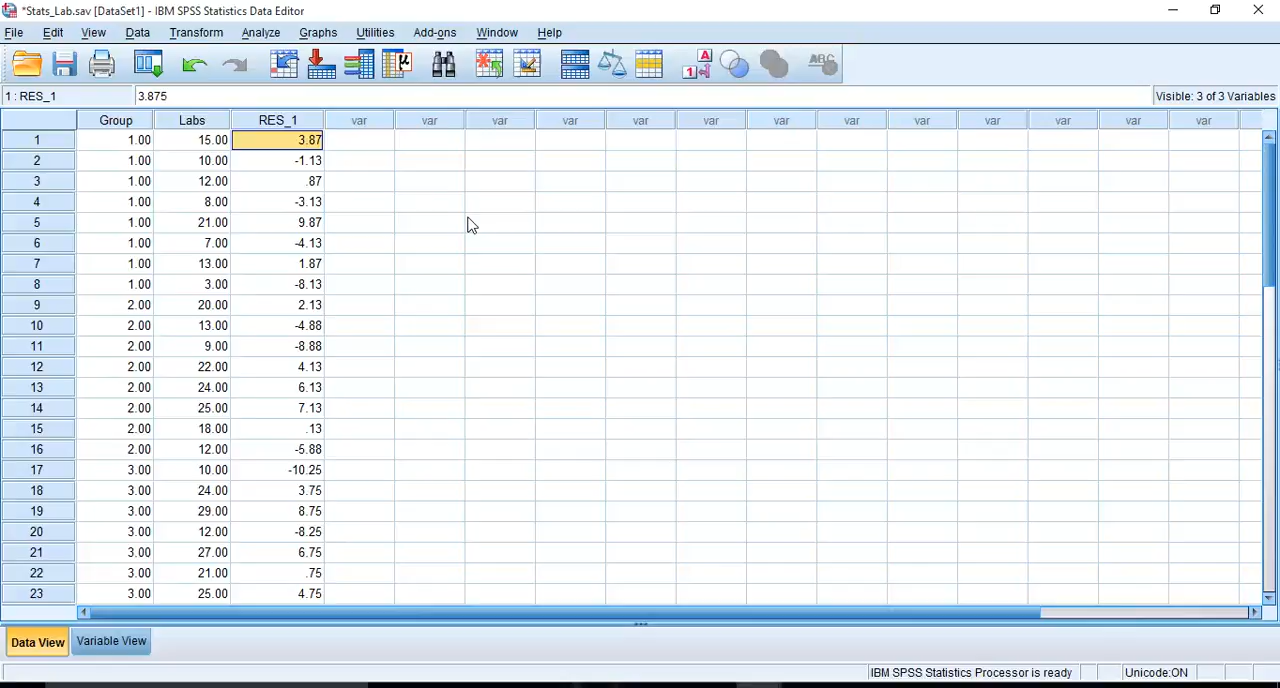 *Stats_Lab.sav [DataSet1] - IBM SPSS Statistics Data Editor
File Edit View Data Transform Analyze Graphs Utilities Add-ons Window Help
1 : RES_1 3.875 Visible: 3 of 3 Variables
Group Labs RES_1 var var var var var var var var var var var var var
1 1.00 15.00 3.87
2 1.00 10.00 -1.13
3 1.00 12.00 .87
4 1.00 8.00 -3.13
5 1.00 21.00 9.87
6 1.00 7.00 -4.13
7 1.00 13.00 1.87
8 1.00 3.00 -8.13
9 2.00 20.00 2.13
10 2.00 13.00 -4.88
11 2.00 9.00 -8.88
12 2.00 22.00 4.13
13 2.00 24.00 6.13
14 2.00 25.00 7.13
15 2.00 18.00 .13
16 2.00 12.00 -5.88
17 3.00 10.00 -10.25
18 3.00 24.00 3.75
19 3.00 29.00 8.75
20 3.00 12.00 -8.25
21 3.00 27.00 6.75
22 3.00 21.00 .75
23 3.00 25.00 4.75
Data View Variable View
IBM SPSS Statistics Processor is ready Unicode:ON